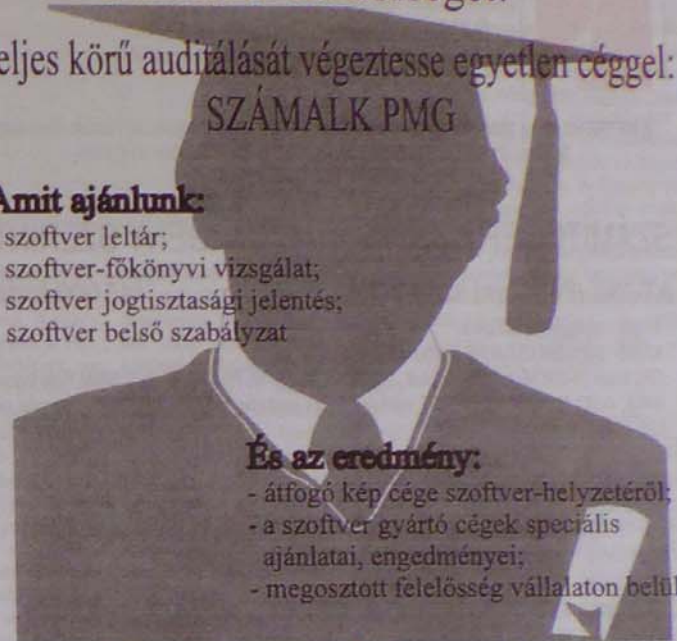 eljes körű auditálását végeztesse egyetlen céggel:
SZÁMALK PMG
Amit ajánlunk:
szoftver leltár;
szoftver-főkönyvi vizsgálat;
szoftver jogtisztasági jelentés;
szoftver belső szabályzat
És az eredmény:
- átfogó kép cége szoftver-helyzetéről;
- a szoftver gyártó cégek speciális
ajánlatai, engedményei;
- megosztott felelősség vállalaton belül